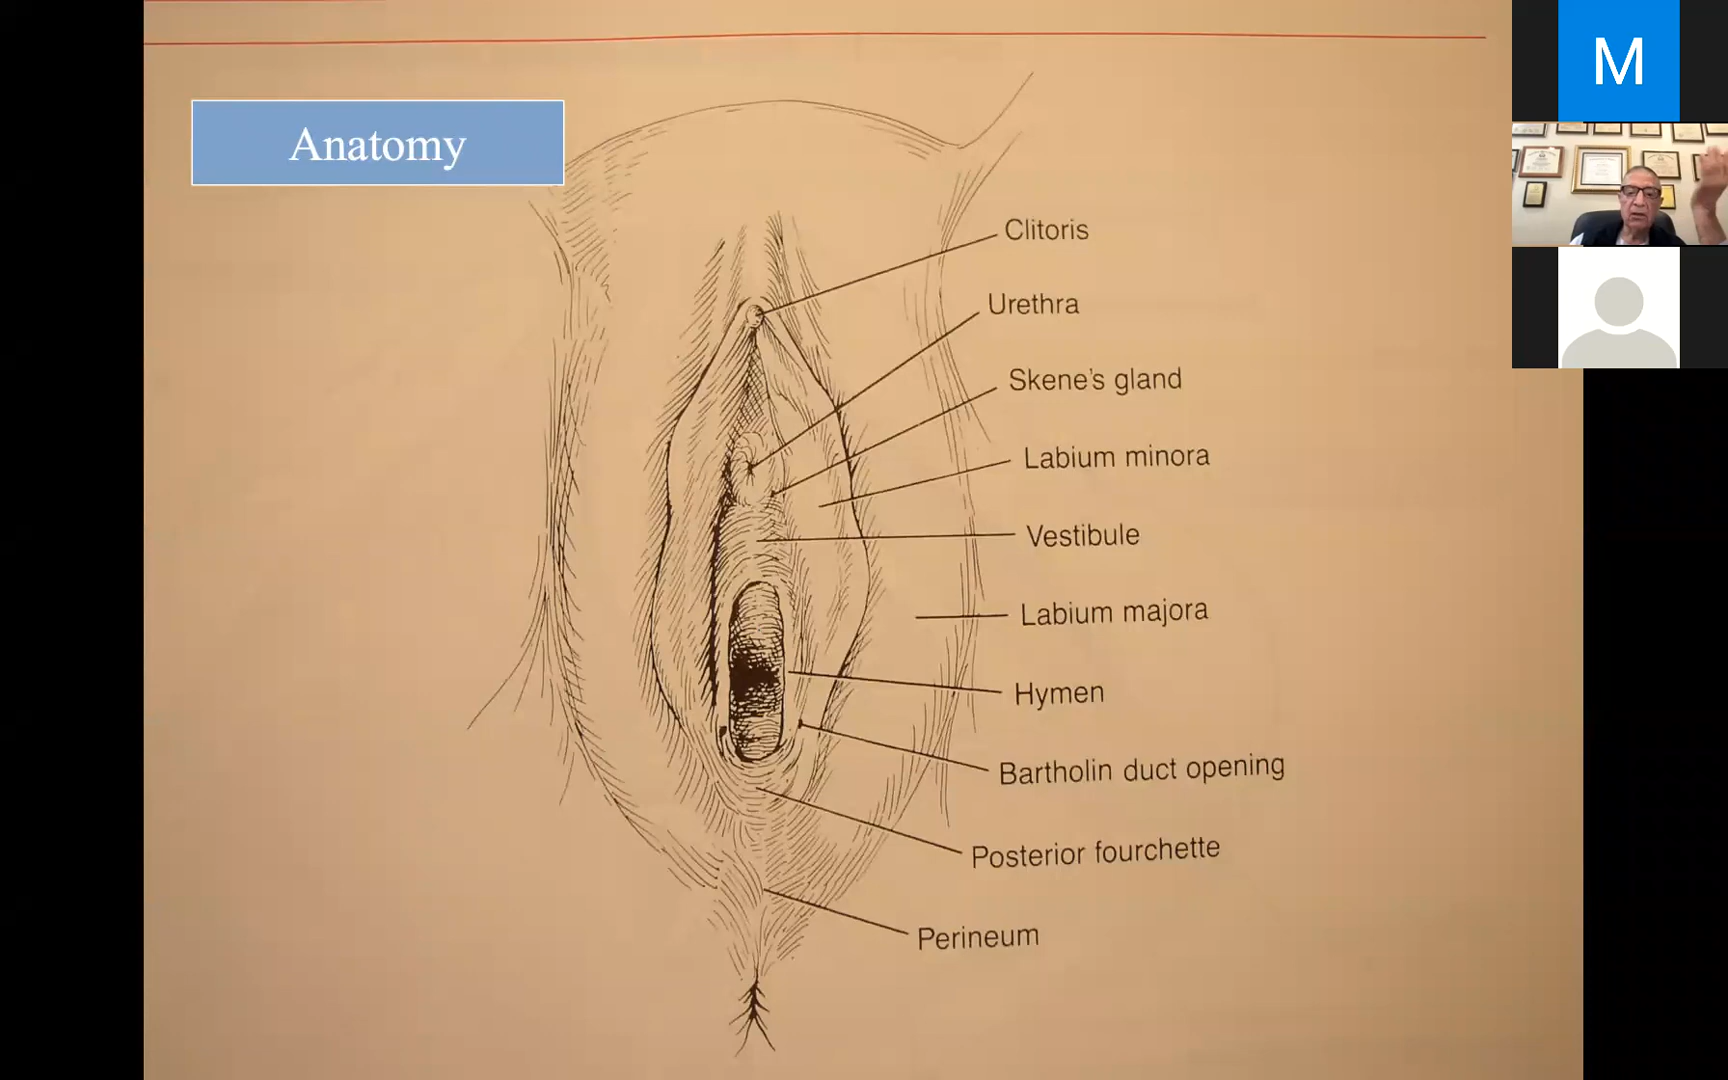 Anatomy
M
Clitoris
Urethra
Skene's gland
Labium minora
Vestibule
Labium majora
Hymen
Bartholin duct opening
Posterior fourchette
Perineum